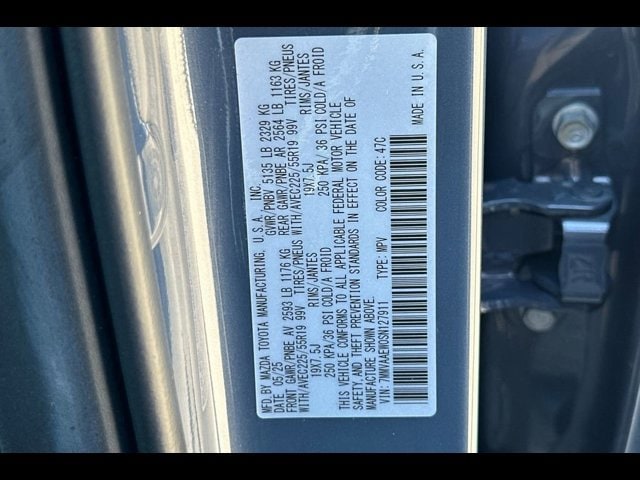 MFD. BY MAZDA TOYOTA MANUFACTURING, U.S.A. INC.
DATE 05/25 GVWR/PNBV 5135 LB 2329 KG
FRONT GAWR/PNBE AV 2593 LB 1176 KG REAR GAWR/PNBE AR 2564 LB 1163 KG
WITH/AVEC225/55R19 99V TIRES/PNEUS WITH/AVEC225/55R19 99V TIRES/PNEUS
19X7.5J RIMS/JANTES 19X7.5J RIMS/JANTES
250 KPA/36 PSI COLD/A FROID 250 KPA/ 36 PSI COLD/A FROID
THIS VEHICLE CONFORMS TO ALL APPLICABLE FEDERAL MOTOR VEHICLE
SAFETY AND THEFT PREVENTION STANDARDS IN EFFECT ON THE DATE OF
MANUFACTURE SHOWN ABOVE.
VIN: 7MMVAAEW0SN127911 TYPE: MPV COLOR CODE: 47C
MADE IN U.S.A.